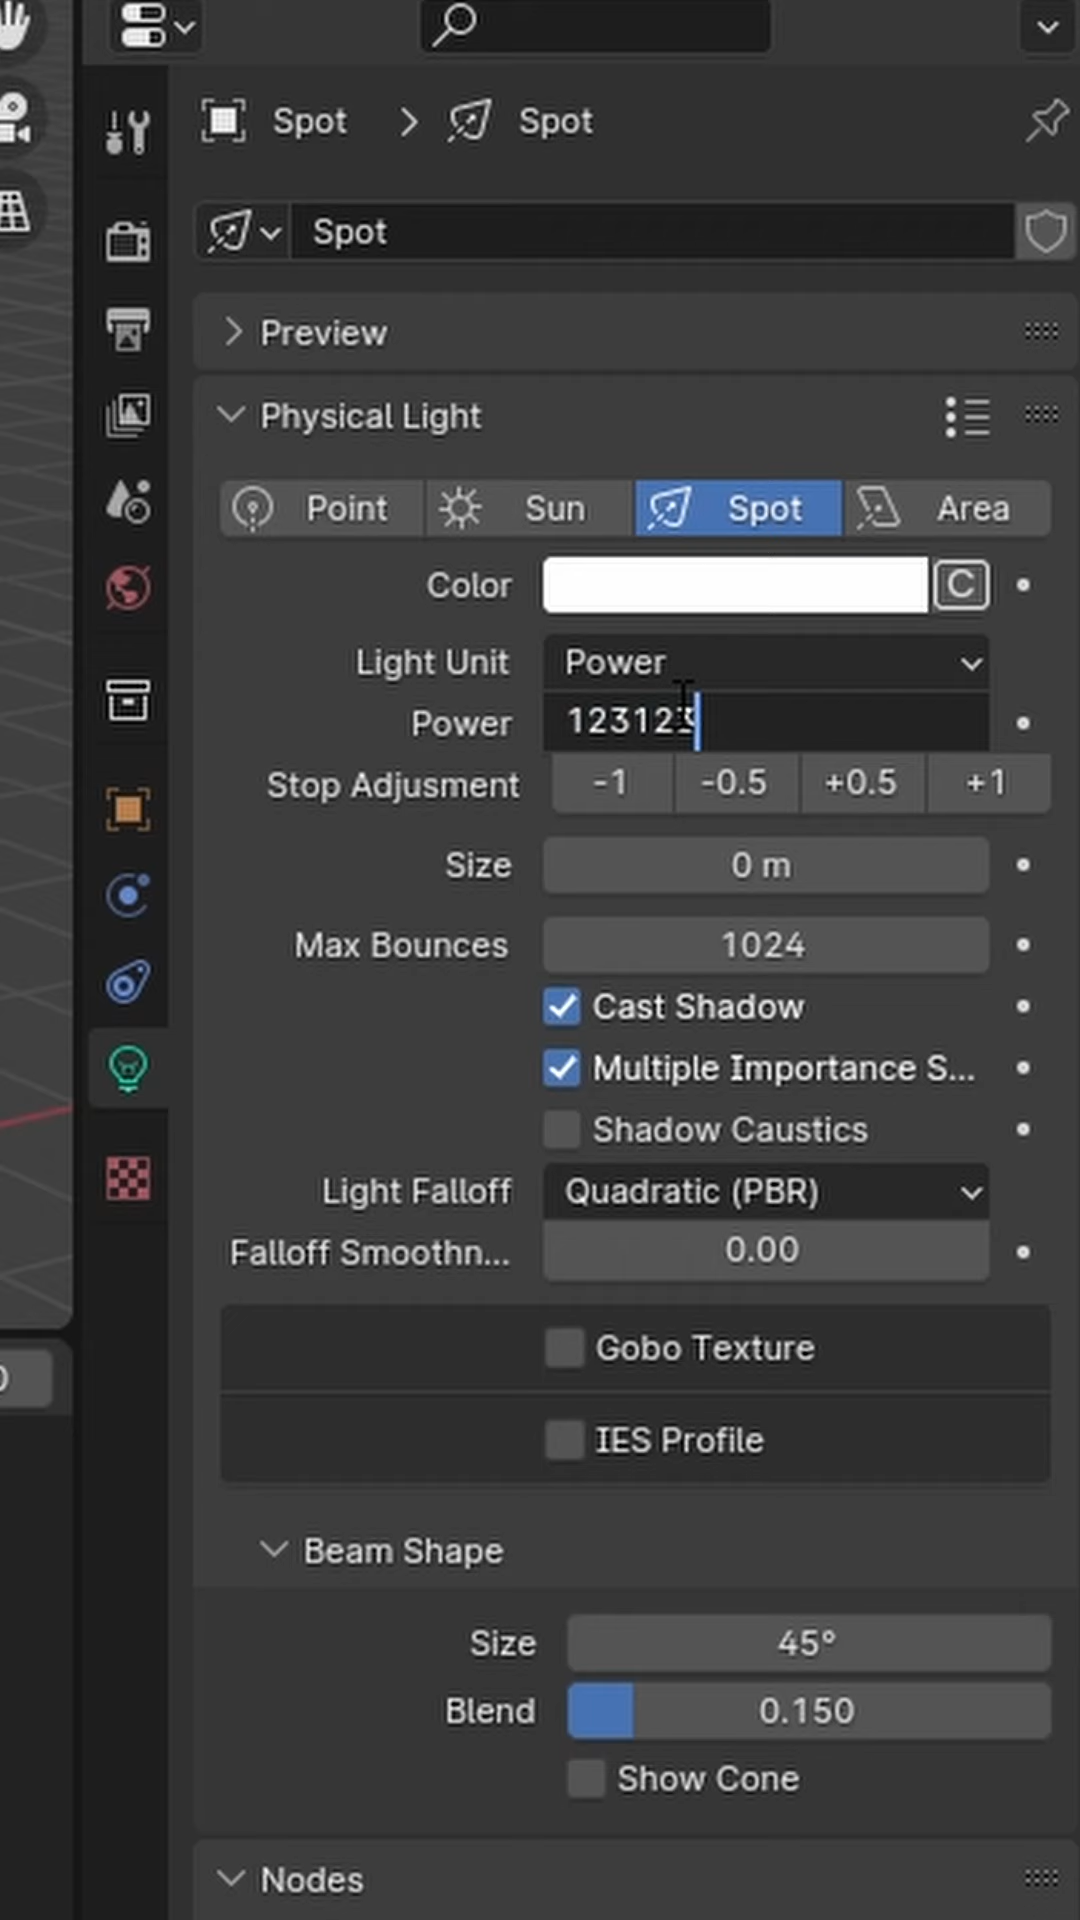 Spot > Spot
Spot
Preview
Physical Light
Point Sun Spot Area
Color C
Light Unit Power
Power 123123
Stop Adjusment -1 -0.5 +0.5 +1
Size 0 m
Max Bounces 1024
Cast Shadow
Multiple Importance S...
Shadow Caustics
Light Falloff Quadratic (PBR)
Falloff Smoothn... 0.00
Gobo Texture
IES Profile
Beam Shape
Size 45°
Blend 0.150
Show Cone
Nodes